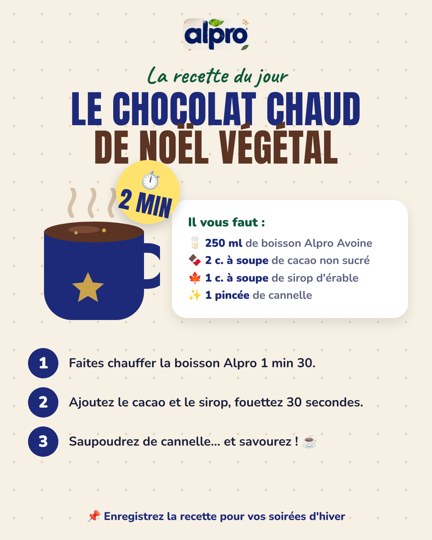 alpro
La recette du jour
LE CHOCOLAT CHAUD
DE NOËL VÉGÉTAL
2 MIN
Il vous faut :
250 ml de boisson Alpro Avoine
2 c. à soupe de cacao non sucré
1 c. à soupe de sirop d'érable
1 pincée de cannelle
1 Faites chauffer la boisson Alpro 1 min 30.
2 Ajoutez le cacao et le sirop, fouettez 30 secondes.
3 Saupoudrez de cannelle... et savourez !
Enregistrez la recette pour vos soirées d'hiver